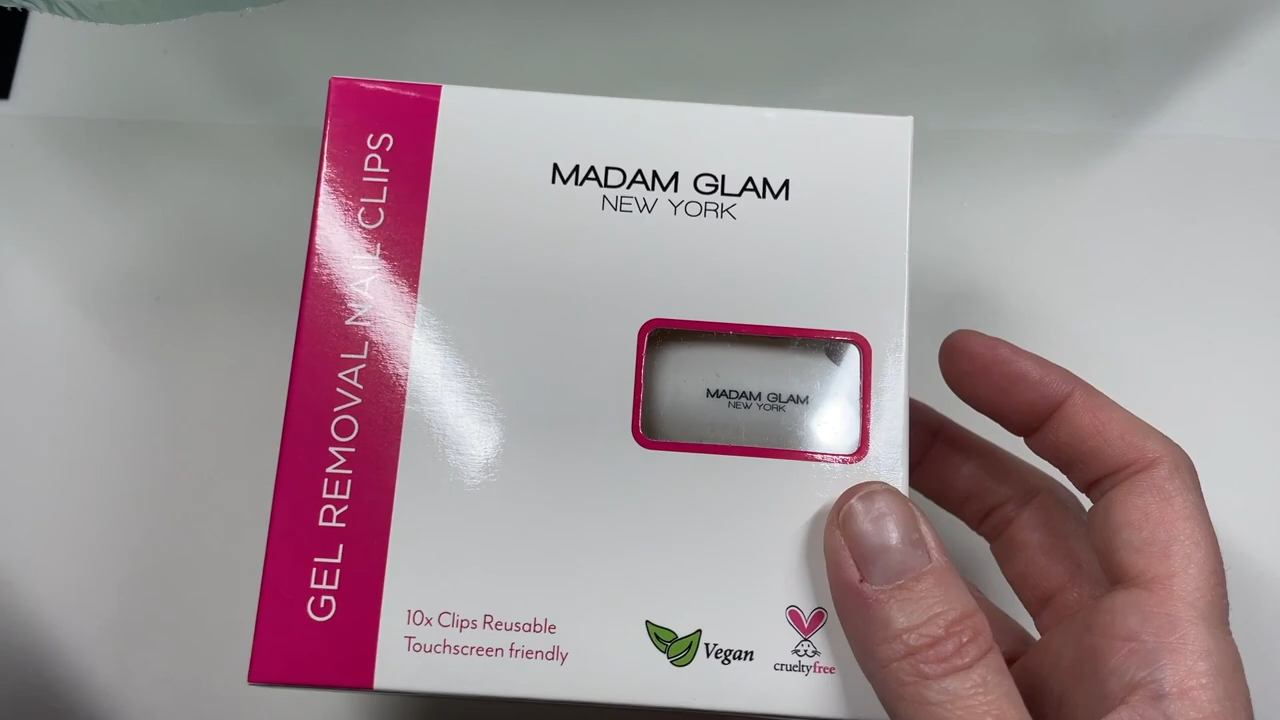 GEL REMOVAL NAIL CLIPS
MADAM GLAM
NEW YORK
MADAM GLAM
NEW YORK
10x Clips Reusable
Touchscreen friendly
Vegan
crueltyfree